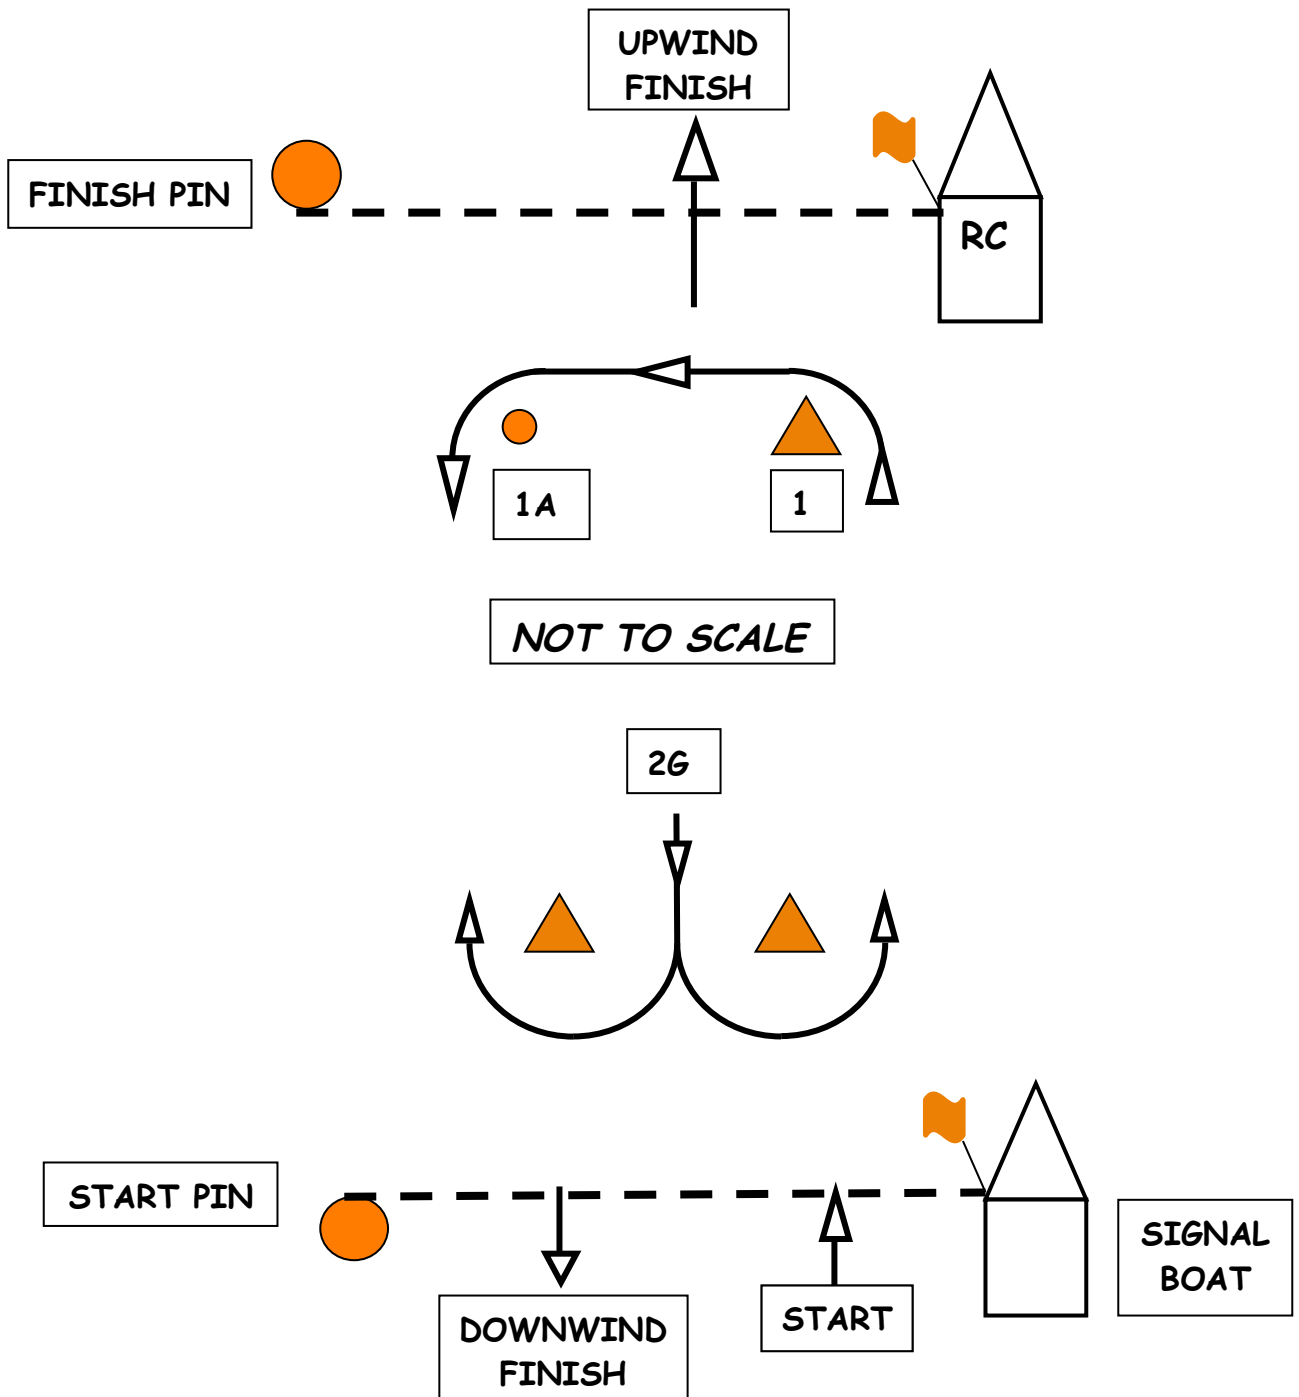 UPWIND
FINISH
FINISH PIN
RC
1A
1
NOT TO SCALE
2G
START PIN
SIGNAL
BOAT
START
DOWNWIND
FINISH